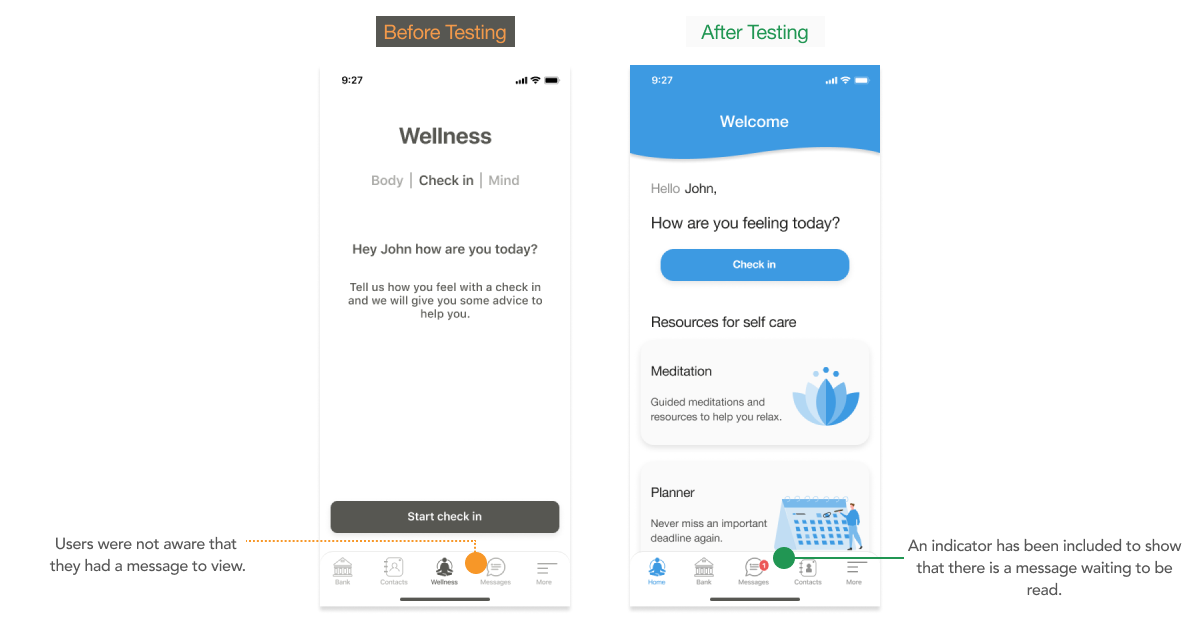 Before Testing
After Testing
9:27
Wellness
Body | Check in | Mind
Hey John how are you today?
Tell us how you feel with a check in
and we will give you some advice to
help you.
Start check in
Bank
Contacts
Wellness
Messages
More
Users were not aware that
they had a message to view.
9:27
Welcome
Hello John,
How are you feeling today?
Check in
Resources for self care
Meditation
Guided meditations and
resources to help you relax.
Planner
Never miss an important
deadline again.
1
Home
Bank
Messages
Contacts
More
An indicator has been included to show
that there is a message waiting to be
read.